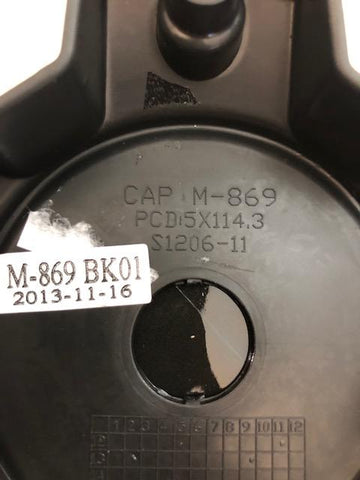 CAP M-869
PCD:5X114.3
S1206-11
M-869 BK01
2013-11-16
1 2 3 4 5 6 7 8 9 10 11 12